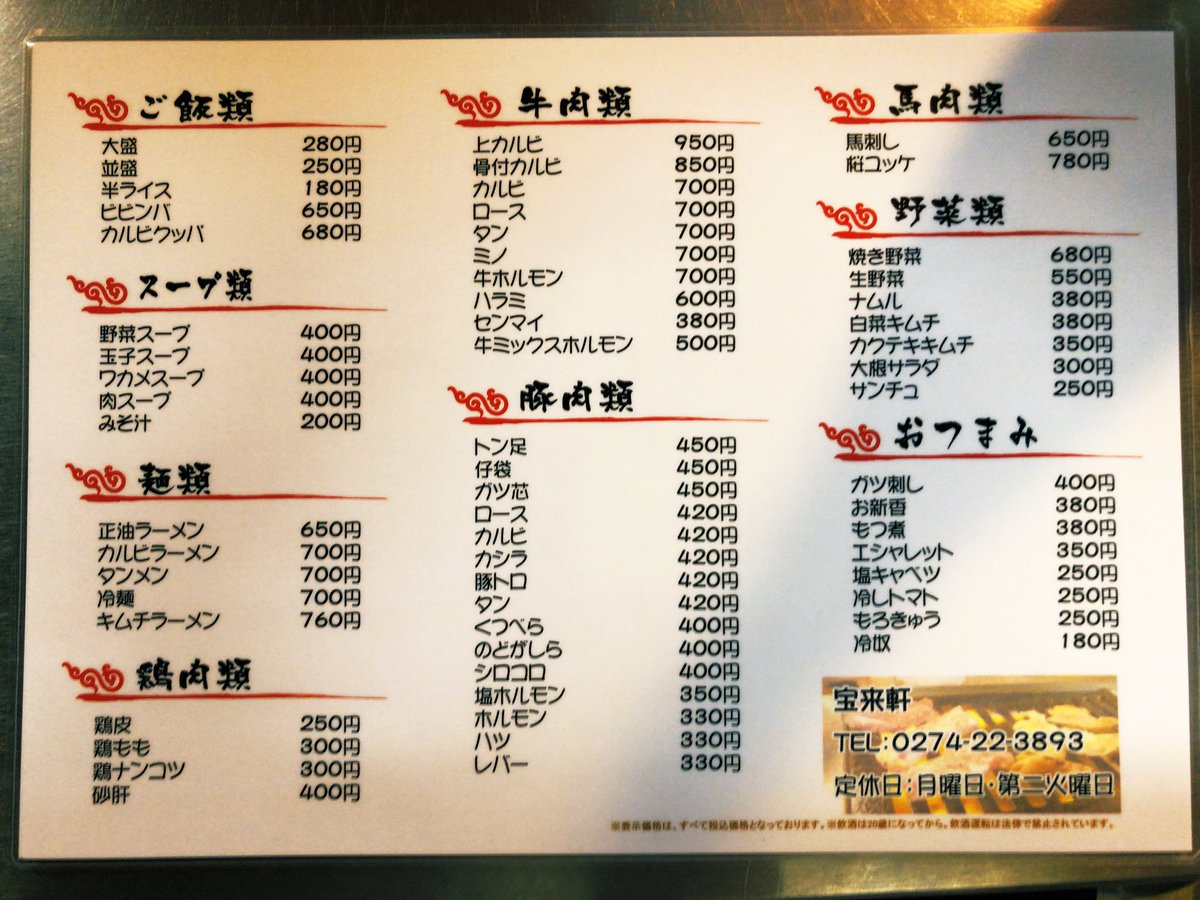 ご飯類
大盛 280円
並盛 250円
半ライス 180円
ビビンバ 650円
カルビクッパ 680円
スープ類
野菜スープ 400円
玉子スープ 400円
ワカメスープ 400円
肉スープ 400円
みそ汁 200円
麺類
正油ラーメン 650円
カルビラーメン 700円
タンメン 700円
冷麺 700円
キムチラーメン 760円
鶏肉類
鶏皮 250円
鶏もも 300円
鶏ナンコツ 300円
砂肝 400円
牛肉類
上カルビ 950円
骨付カルビ 850円
カルビ 700円
ロース 700円
タン 700円
ミノ 700円
牛ホルモン 700円
ハラミ 600円
センマイ 380円
牛ミックスホルモン 500円
豚肉類
トン足 450円
仔袋 450円
ガツ芯 450円
ロース 420円
カルビ 420円
カシラ 420円
豚トロ 420円
タン 420円
くつべら 400円
のどがしら 400円
シロコロ 400円
塩ホルモン 350円
ホルモン 330円
ハツ 330円
レバー 330円
馬肉類
馬刺し 650円
桜ユッケ 780円
野菜類
焼き野菜 680円
生野菜 550円
ナムル 380円
白菜キムチ 380円
カクテキキムチ 350円
大根サラダ 300円
サンチュ 250円
おつまみ
ガツ刺し 400円
お新香 380円
もつ煮 380円
エシャレット 350円
塩キャベツ 250円
冷しトマト 250円
もろきゅう 250円
冷奴 180円
宝来軒
TEL:0274-22-3893
定休日:月曜日・第二火曜日
※表示価格は、すべて税込価格となっております。※飲酒は20歳になってから。飲酒運転は法律で禁止されています。